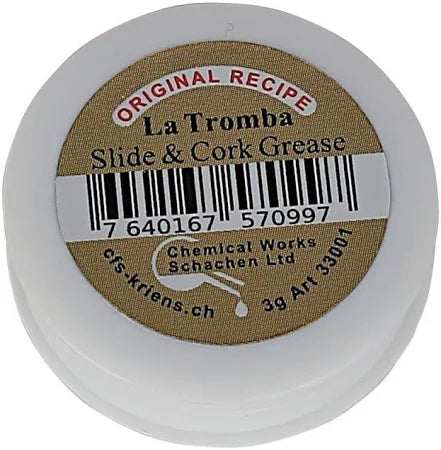 ORIGINAL RECIPE
La Tromba
Slide & Cork Grease
7 640167 570997
Chemical Works
Schachen Ltd
cfs-kriens.ch
3g Art 33001